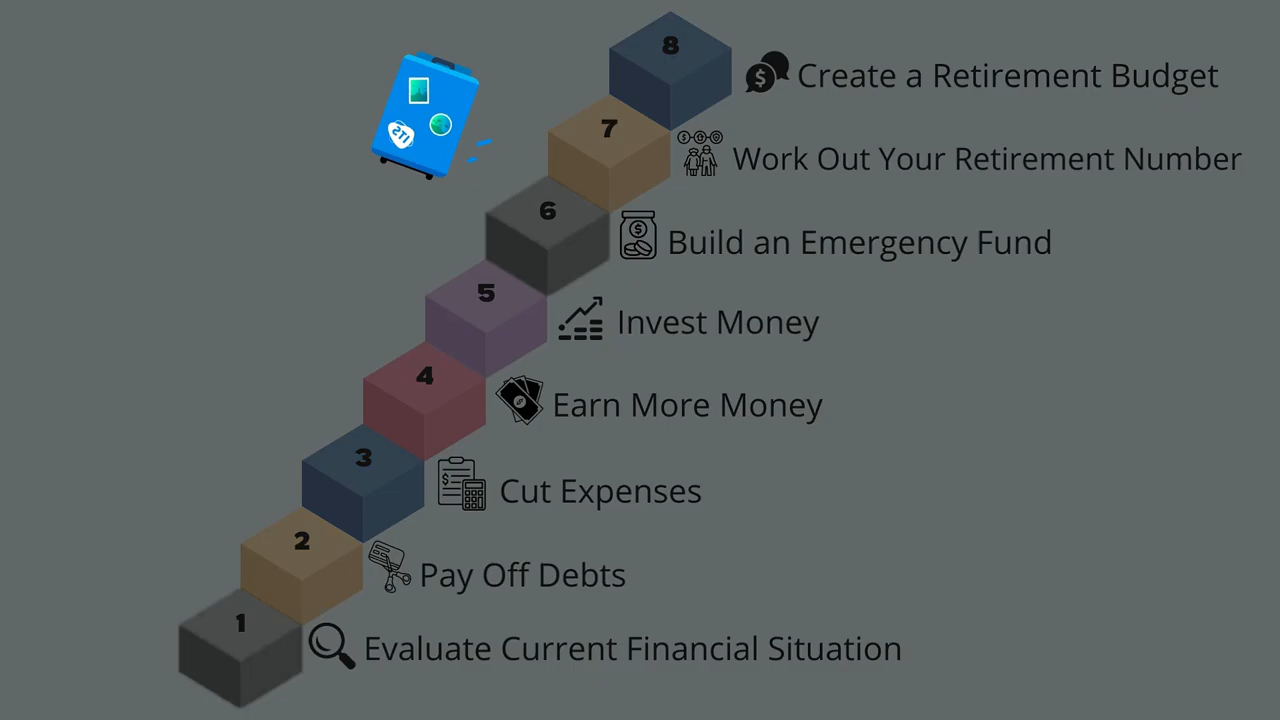 8
Create a Retirement Budget
7
Work Out Your Retirement Number
6
Build an Emergency Fund
5
Invest Money
4
Earn More Money
3
Cut Expenses
2
Pay Off Debts
1
Evaluate Current Financial Situation